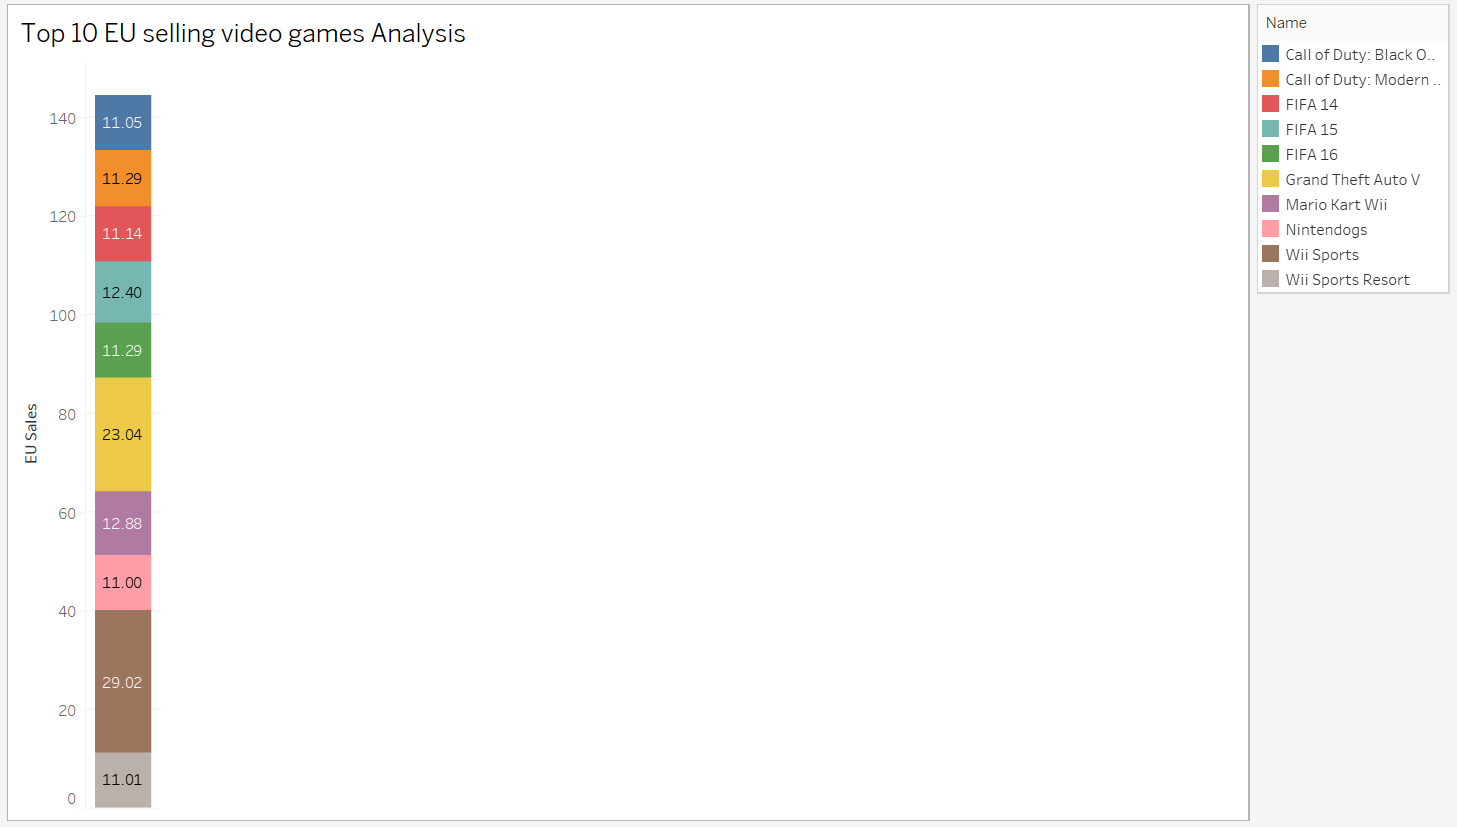 Top 10 EU selling video games Analysis
EU Sales
140
120
100
80
60
40
20
0
11.05
11.29
11.14
12.40
11.29
23.04
12.88
11.00
29.02
11.01
Name
Call of Duty: Black O..
Call of Duty: Modern ..
FIFA 14
FIFA 15
FIFA 16
Grand Theft Auto V
Mario Kart Wii
Nintendogs
Wii Sports
Wii Sports Resort